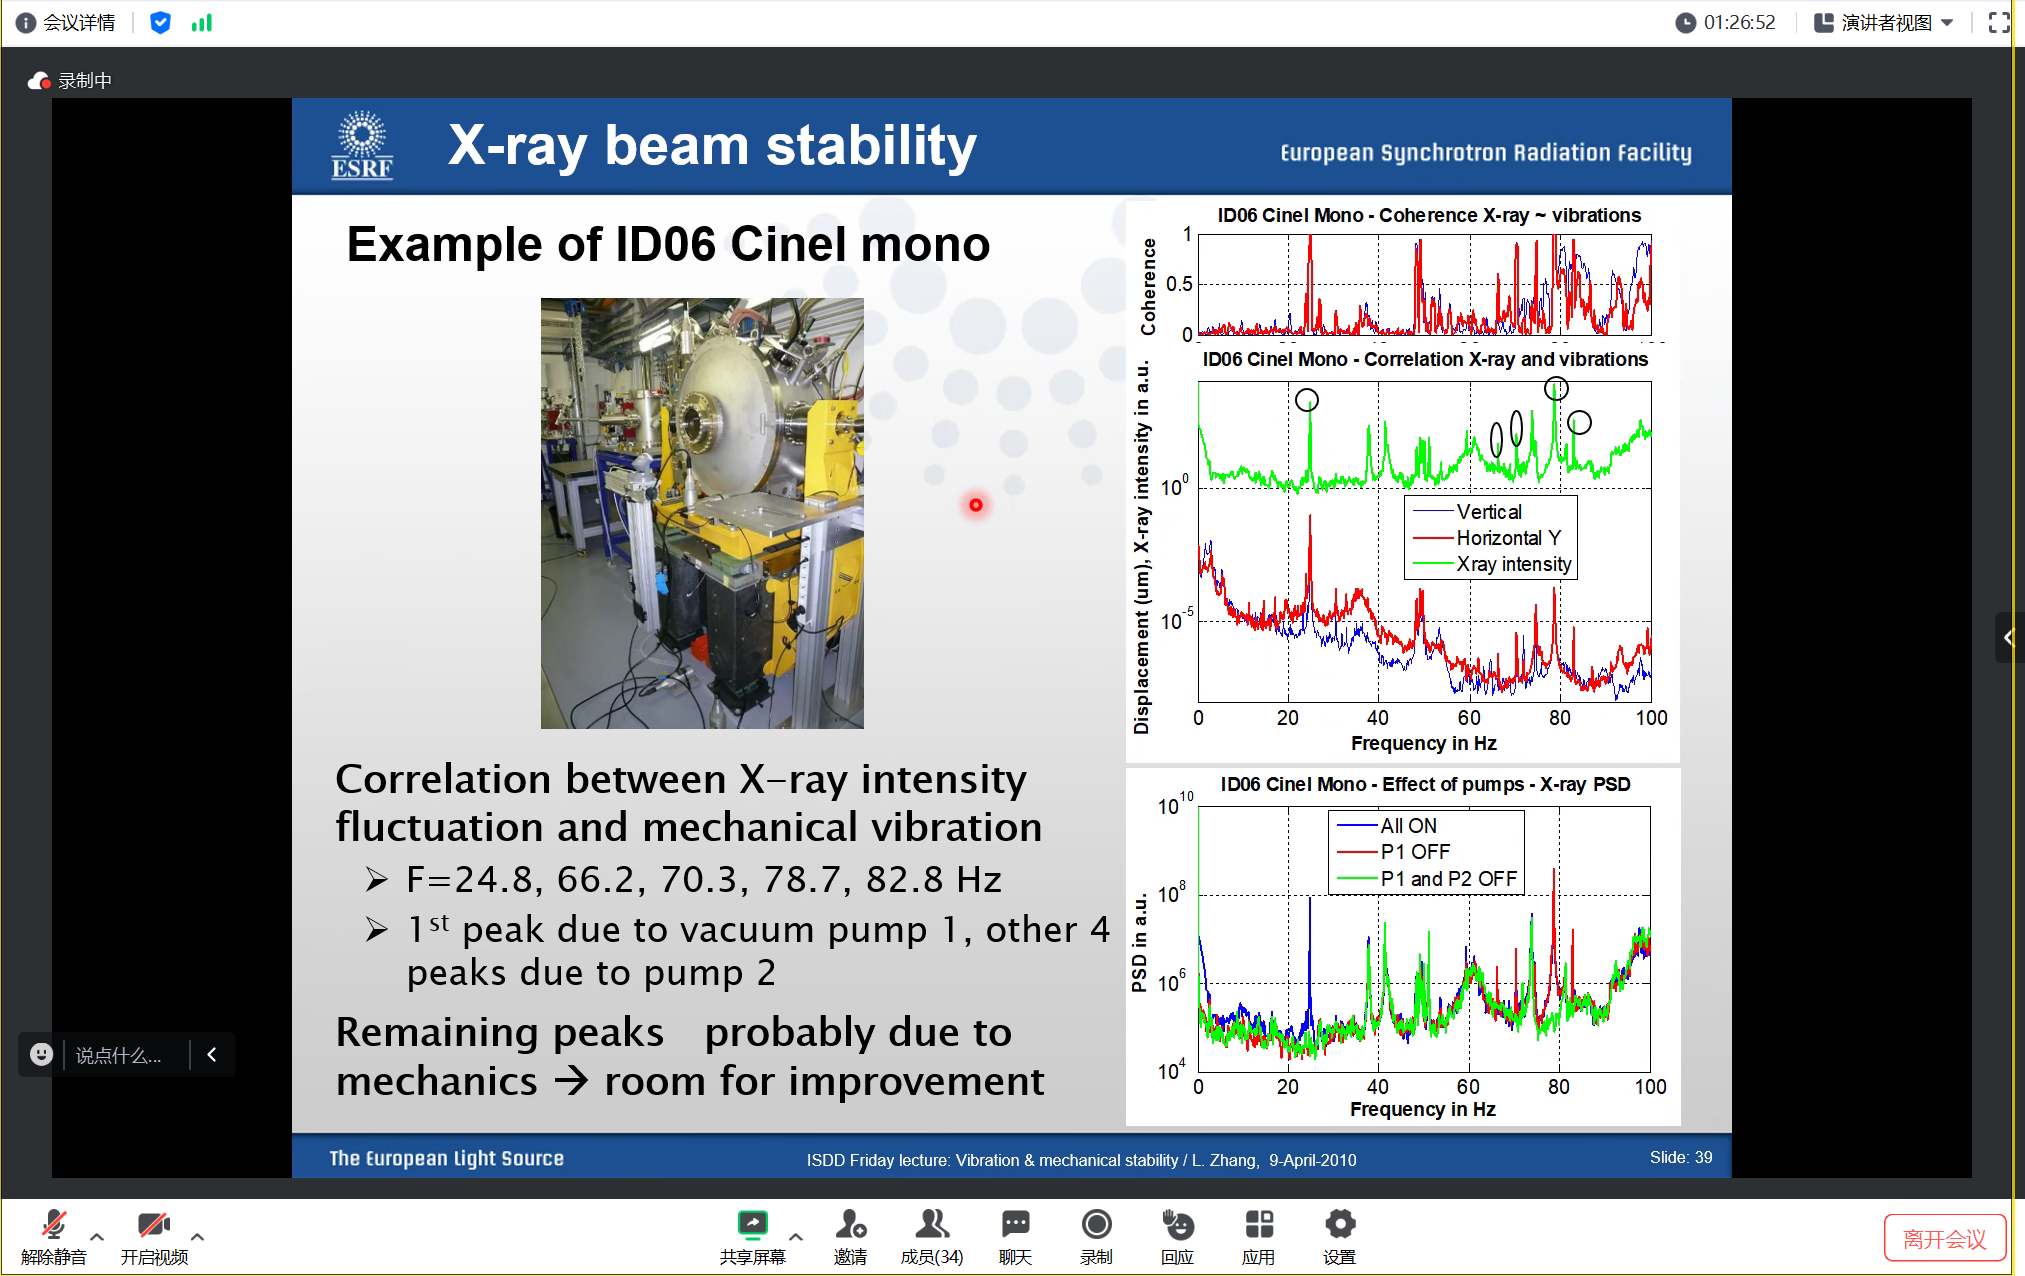 会议详情
01:26:52
演讲者视图
录制中
ESRF
X-ray beam stability
European Synchrotron Radiation Facility
Example of ID06 Cinel mono
Correlation between X-ray intensity
fluctuation and mechanical vibration
➢ F=24.8, 66.2, 70.3, 78.7, 82.8 Hz
➢ 1st peak due to vacuum pump 1, other 4
peaks due to pump 2
Remaining peaks probably due to
mechanics → room for improvement
ID06 Cinel Mono - Coherence X-ray ~ vibrations
Coherence
1
0.5
0
ID06 Cinel Mono - Correlation X-ray and vibrations
Displacement (um), X-ray intensity in a.u.
10^0
10^-5
Vertical
Horizontal Y
Xray intensity
0 20 40 60 80 100
Frequency in Hz
ID06 Cinel Mono - Effect of pumps - X-ray PSD
PSD in a.u.
10^10
10^8
10^6
10^4
All ON
P1 OFF
P1 and P2 OFF
0 20 40 60 80 100
Frequency in Hz
The European Light Source
ISDD Friday lecture: Vibration & mechanical stability / L. Zhang, 9-April-2010
Slide: 39
说点什么...
解除静音
开启视频
共享屏幕
邀请
成员(34)
聊天
录制
回应
应用
设置
离开会议